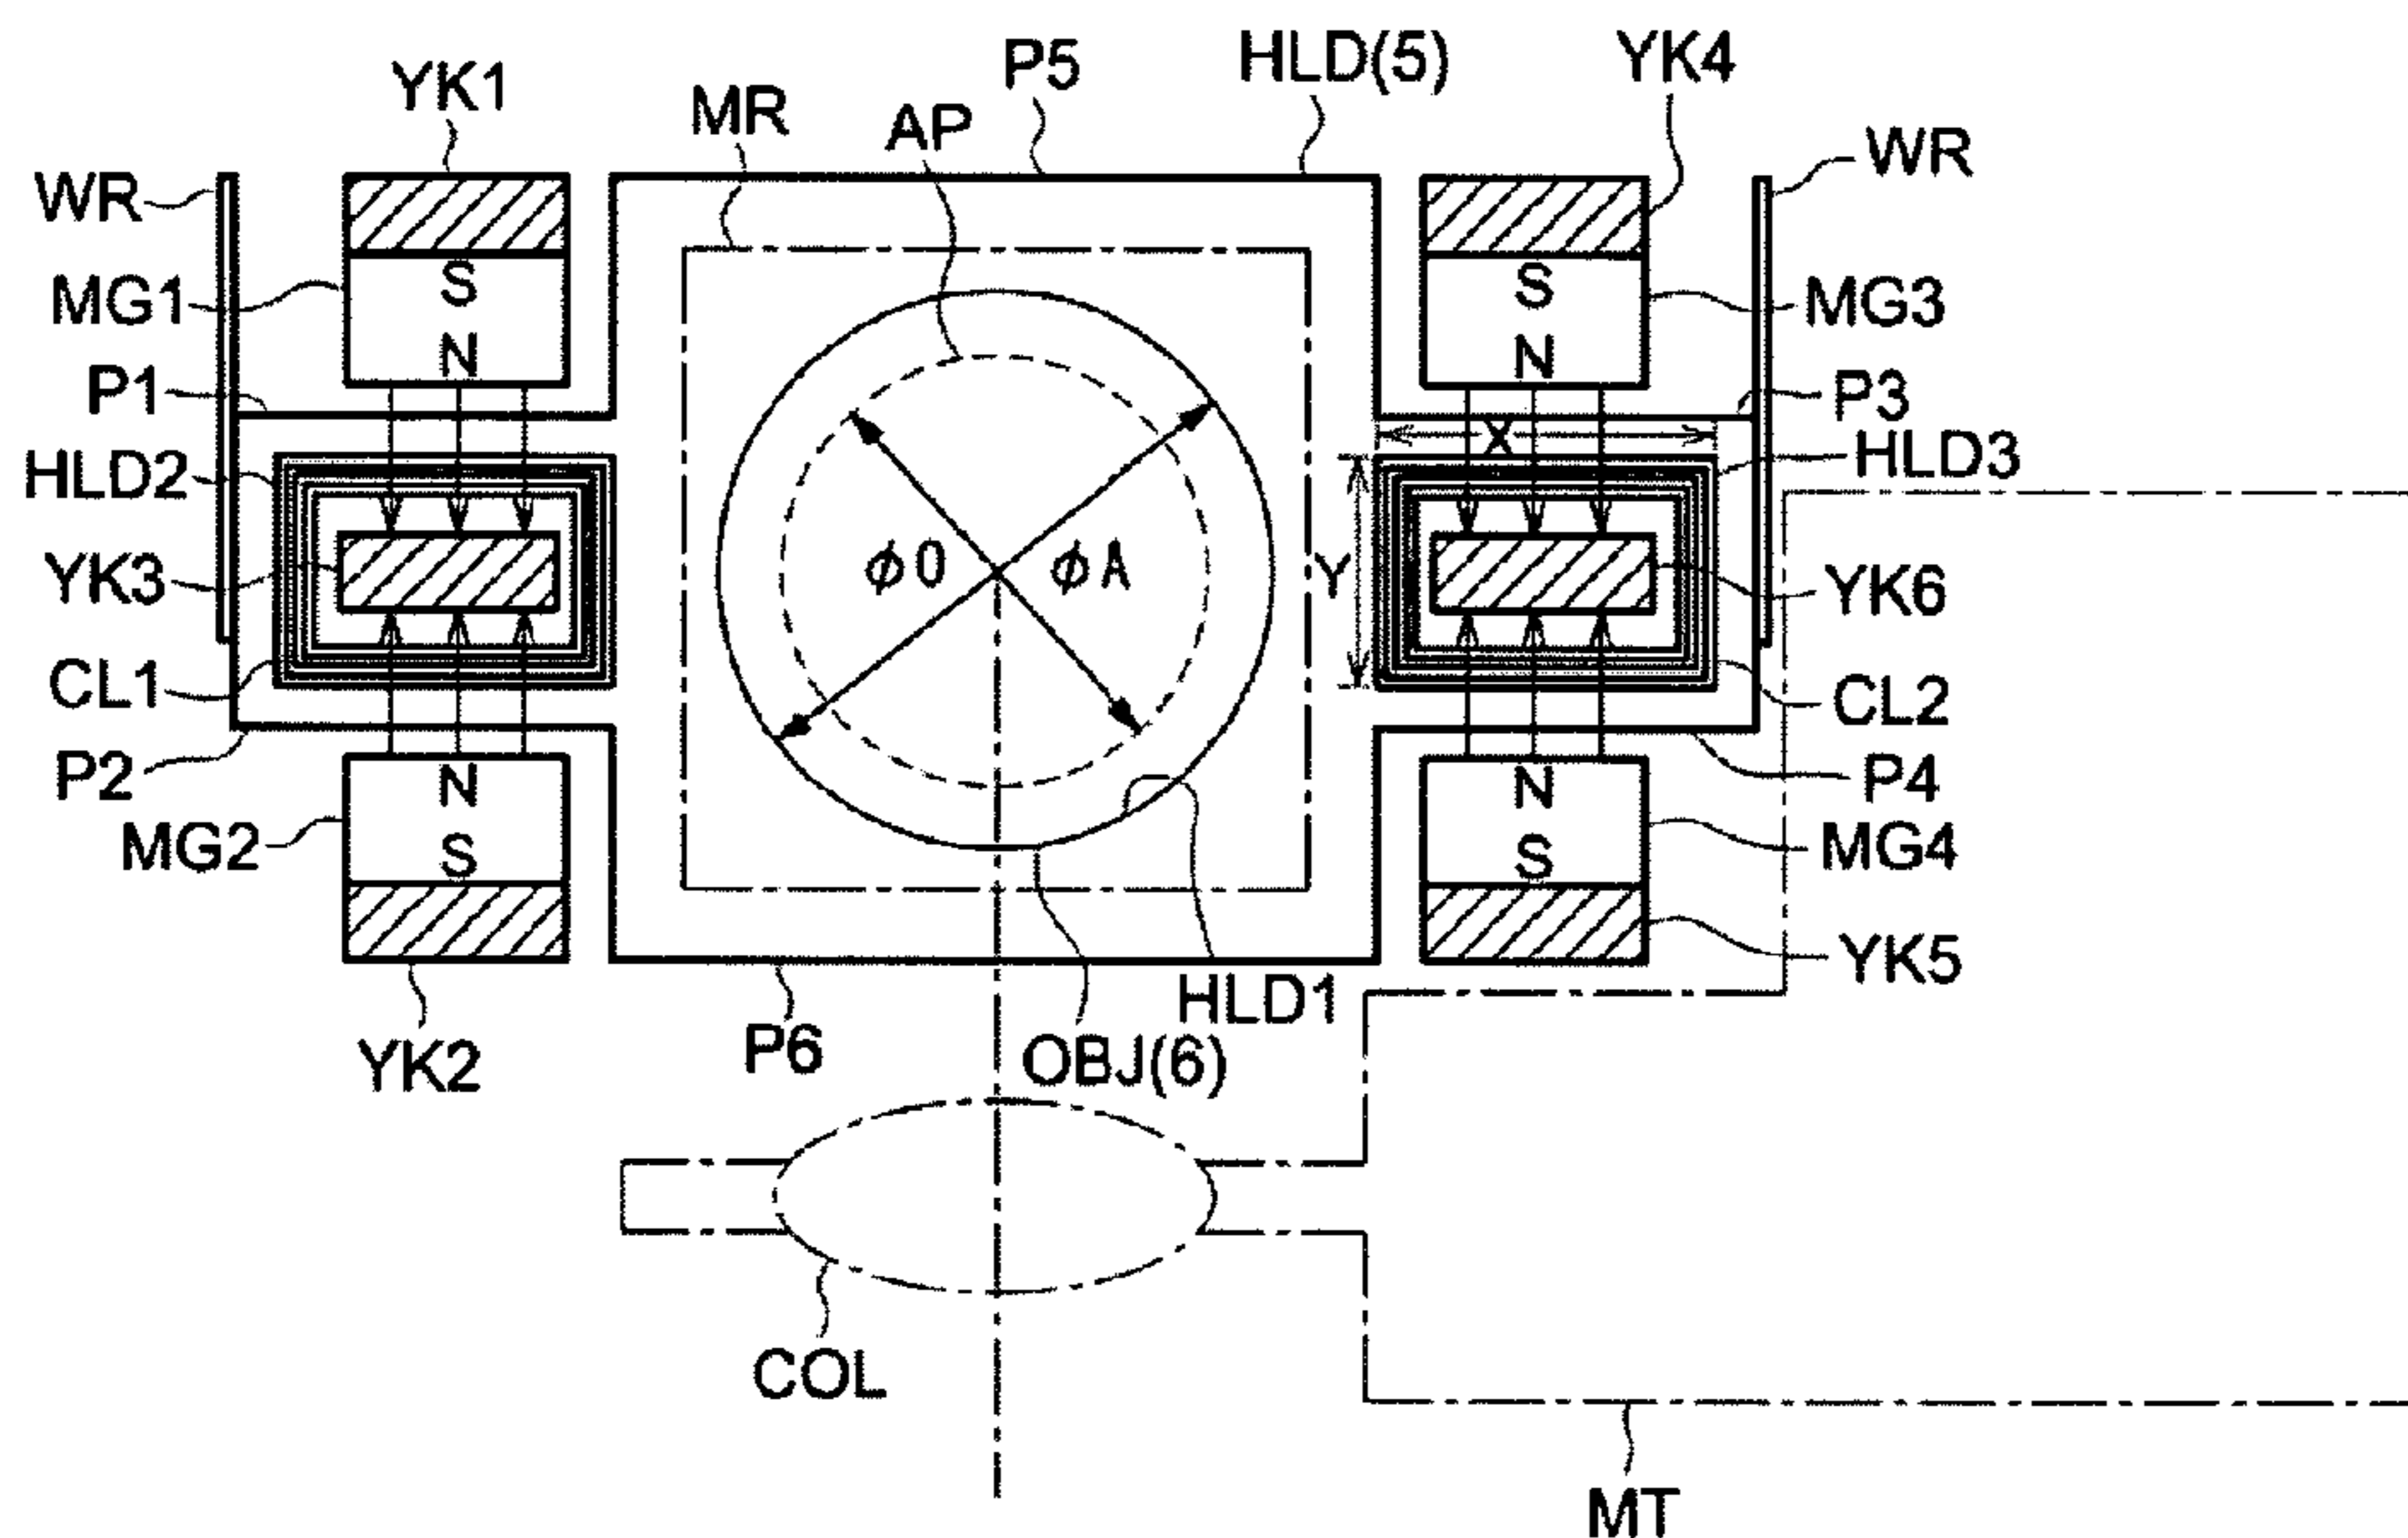 P5
HLD(5)
YK4
YK1
MR
AP
WR
WR
S
S
MG1
MG3
N
N
P1
P3
X
HLD2
HLD3
φO
φA
Y
YK3
YK6
CL1
CL2
P2
N
N
P4
MG2
S
S
MG4
YK5
HLD1
P6
YK2
OBJ(6)
COL
MT